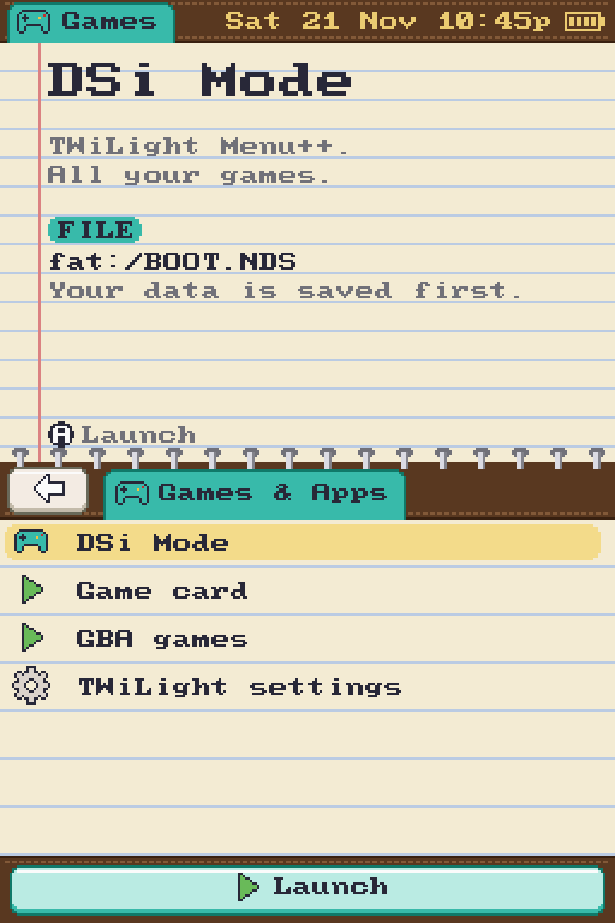 Games
Sat 21 Nov 10:45p
DSi Mode
TWiLight Menu++.
All your games.
FILE
fat:/BOOT.NDS
Your data is saved first.
A Launch
Games & Apps
DSi Mode
Game card
GBA games
TWiLight settings
Launch